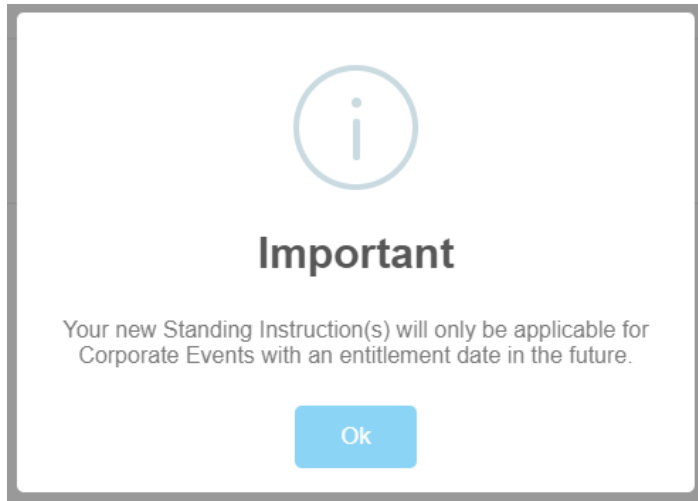 Important
Your new Standing Instruction(s) will only be applicable for
Corporate Events with an entitlement date in the future.
Ok